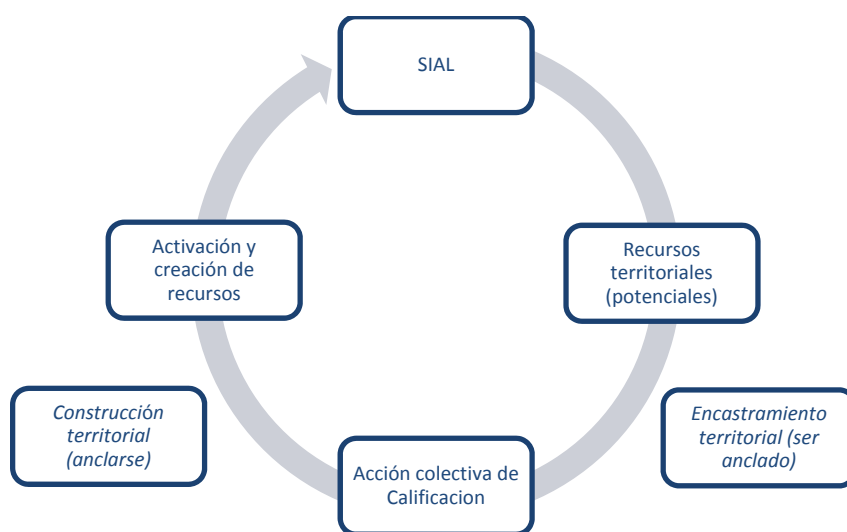 SIAL
Activación y
creación de
recursos
Recursos
territoriales
(potenciales)
Construcción
territorial
(anclarse)
Encastramiento
territorial (ser
anclado)
Acción colectiva de
Calificacion